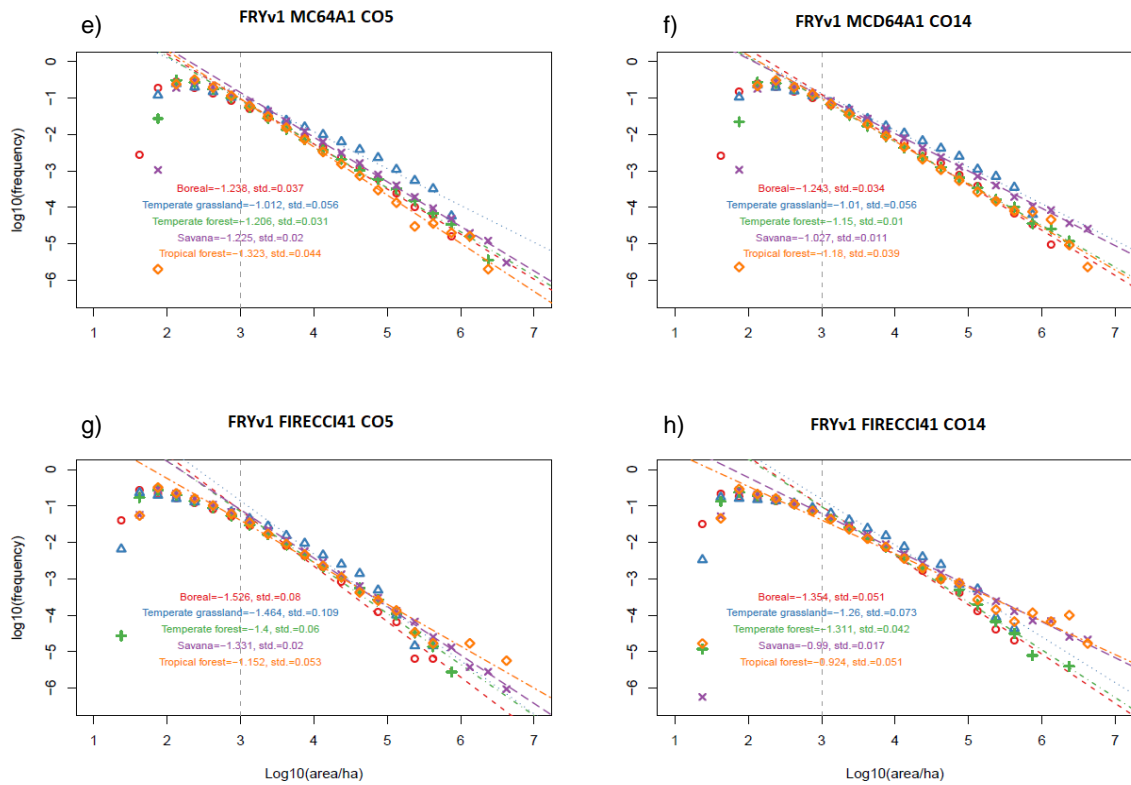 e)
FRYv1 MC64A1 CO5
log10(frequency)
0
−1
−2
−3
−4
−5
−6
Boreal=−1.238, std.=0.037
Temperate grassland=−1.012, std.=0.056
Temperate forest=−1.206, std.=0.031
Savana=−1.225, std.=0.02
Tropical forest=−1.323, std.=0.044
1 2 3 4 5 6 7
f)
FRYv1 MCD64A1 CO14
0
−1
−2
−3
−4
−5
−6
Boreal=−1.243, std.=0.034
Temperate grassland=−1.01, std.=0.056
Temperate forest=−1.15, std.=0.01
Savana=−1.027, std.=0.011
Tropical forest=−1.18, std.=0.039
1 2 3 4 5 6 7
g)
FRYv1 FIRECCI41 CO5
log10(frequency)
0
−1
−2
−3
−4
−5
−6
Boreal=−1.526, std.=0.08
Temperate grassland=−1.464, std.=0.109
Temperate forest=−1.4, std.=0.06
Savana=−1.331, std.=0.02
Tropical forest=−1.152, std.=0.053
1 2 3 4 5 6 7
Log10(area/ha)
h)
FRYv1 FIRECCI41 CO14
0
−1
−2
−3
−4
−5
−6
Boreal=−1.354, std.=0.051
Temperate grassland=−1.26, std.=0.073
Temperate forest=−1.311, std.=0.042
Savana=−0.99, std.=0.017
Tropical forest=−0.924, std.=0.051
1 2 3 4 5 6 7
Log10(area/ha)